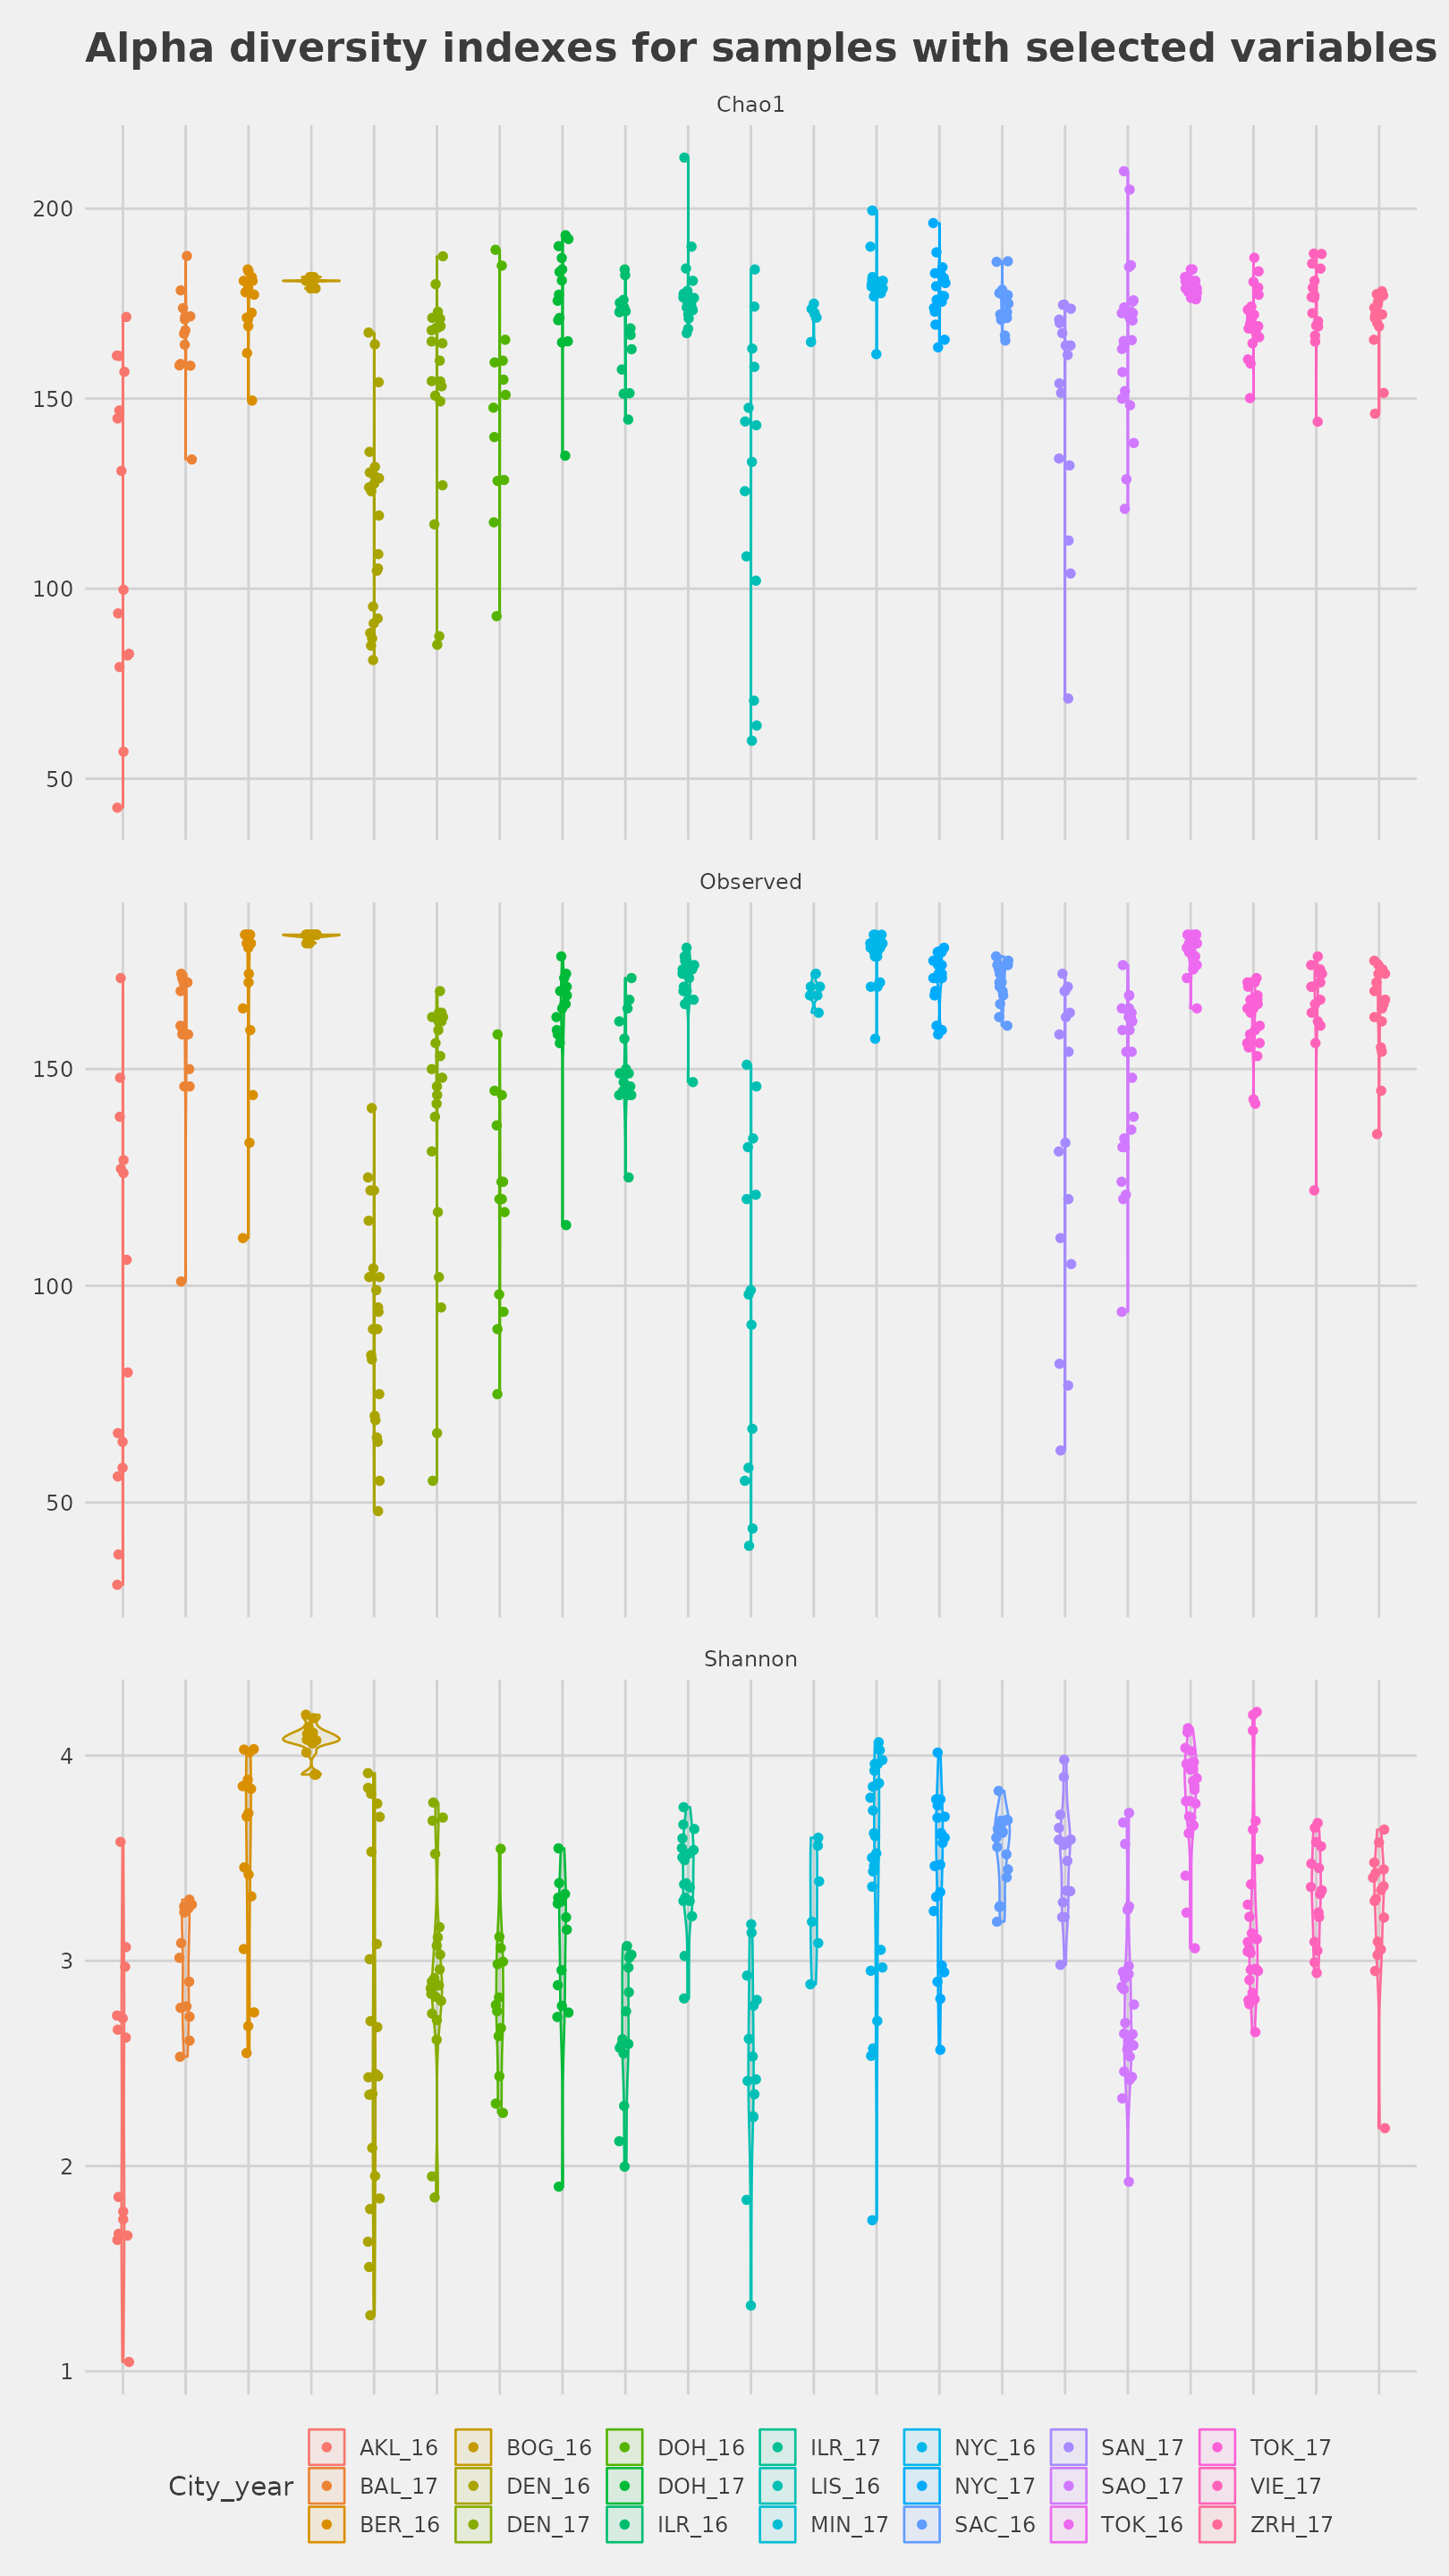 Alpha diversity indexes for samples with selected variables
Chao1
200
150
100
50
Observed
150
100
50
Shannon
4
3
2
1
AKL_16 BOG_16 DOH_16 ILR_17 NYC_16 SAN_17 TOK_17
City_year BAL_17 DEN_16 DOH_17 LIS_16 NYC_17 SAO_17 VIE_17
BER_16 DEN_17 ILR_16 MIN_17 SAC_16 TOK_16 ZRH_17